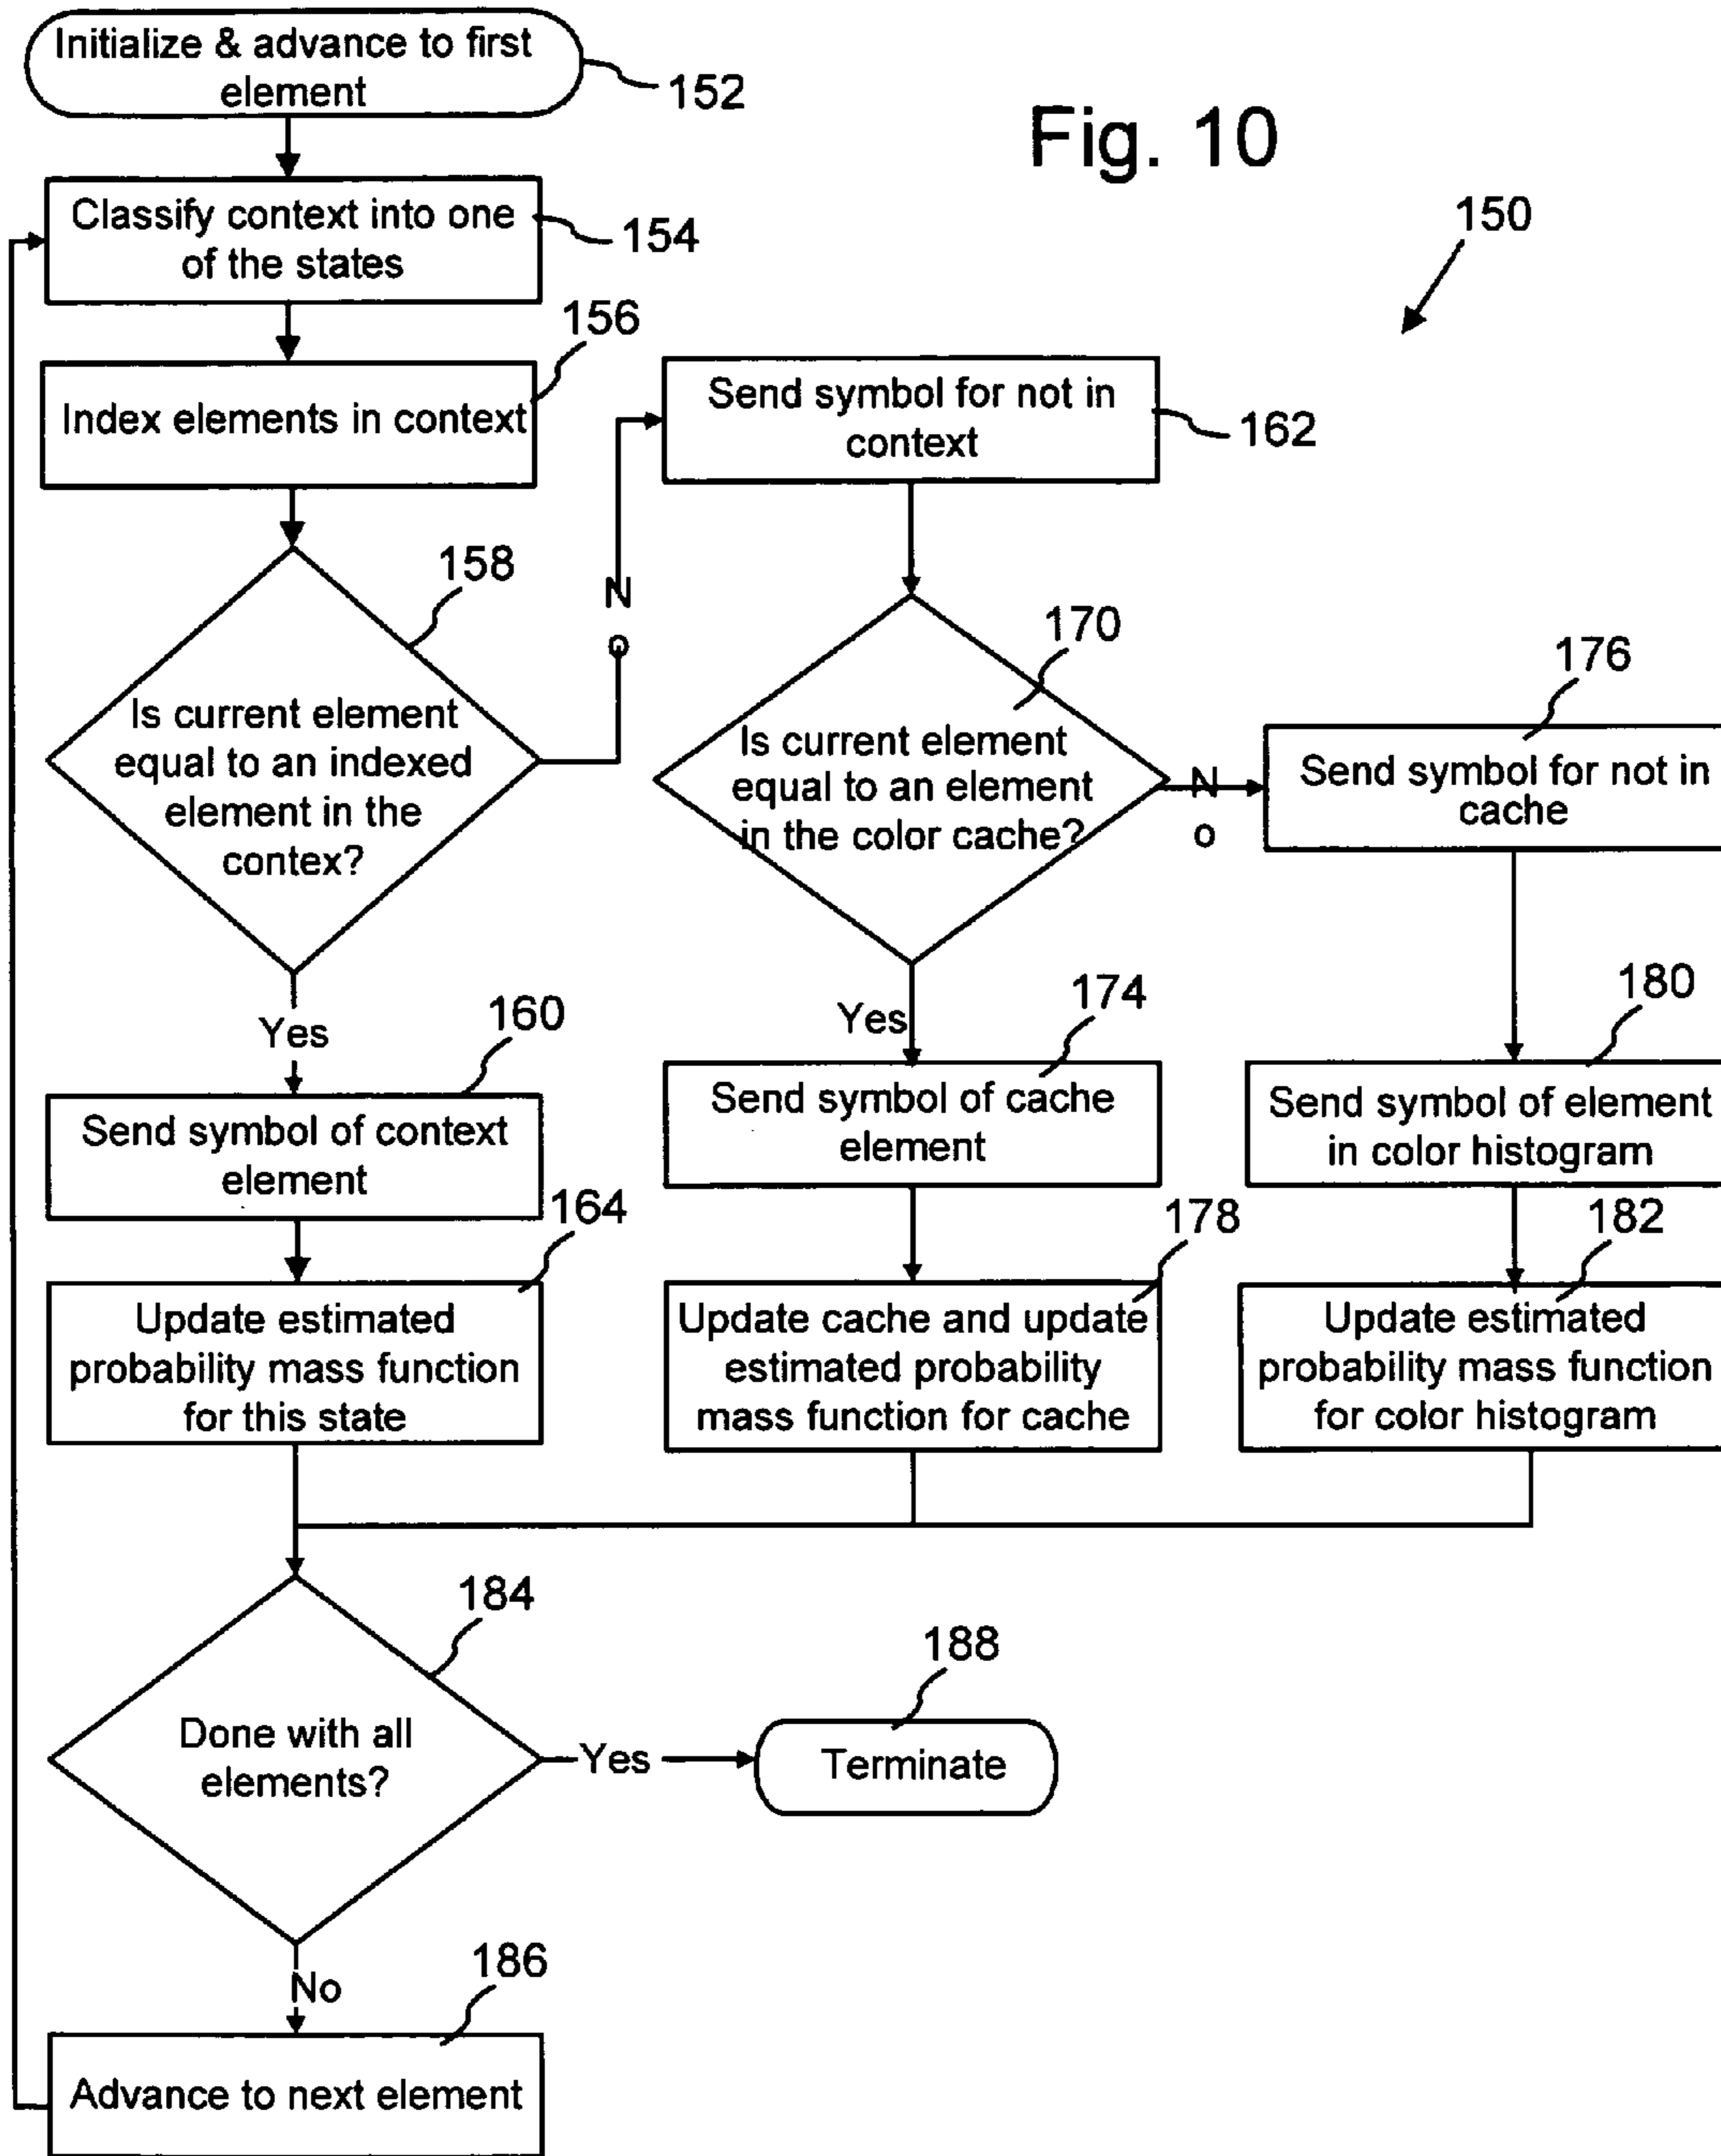 Initialize & advance to first
element
152
Fig. 10
Classify context into one
of the states
154
150
156
Index elements in context
Send symbol for not in
context
162
158
N
o
170
176
Is current element
equal to an indexed
element in the
contex?
Is current element
equal to an element
in the color cache?
N
o
Send symbol for not in
cache
Yes
160
Yes
174
180
Send symbol of context
element
Send symbol of cache
element
Send symbol of element
in color histogram
164
178
182
Update estimated
probability mass function
for this state
Update cache and update
estimated probability
mass function for cache
Update estimated
probability mass function
for color histogram
184
Done with all
elements?
Yes
188
Terminate
No
186
Advance to next element